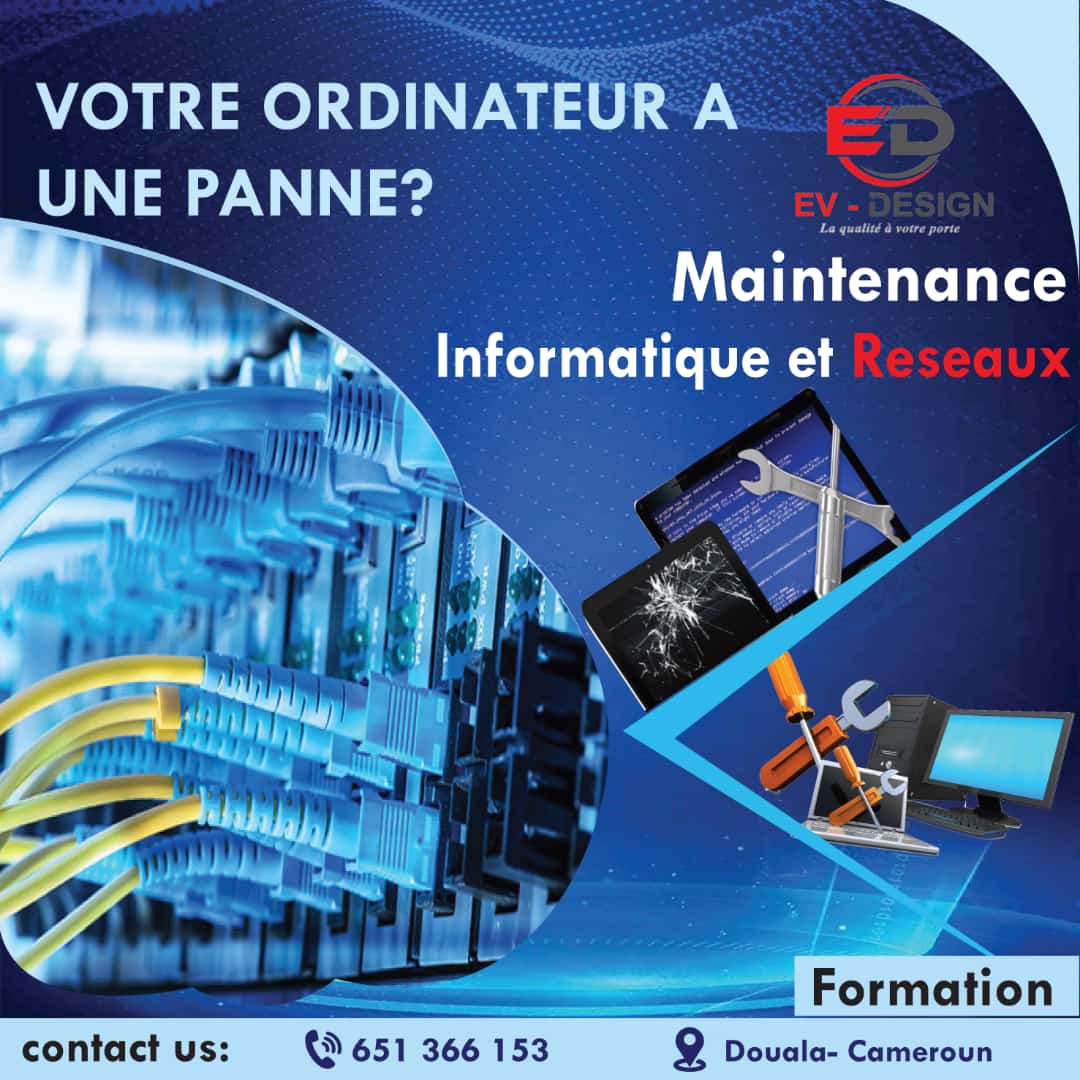 VOTRE ORDINATEUR A
UNE PANNE?
ED
EV - DESIGN
La qualité à votre porte
Maintenance
Informatique et Reseaux
Formation
contact us:
651 366 153
Douala- Cameroun